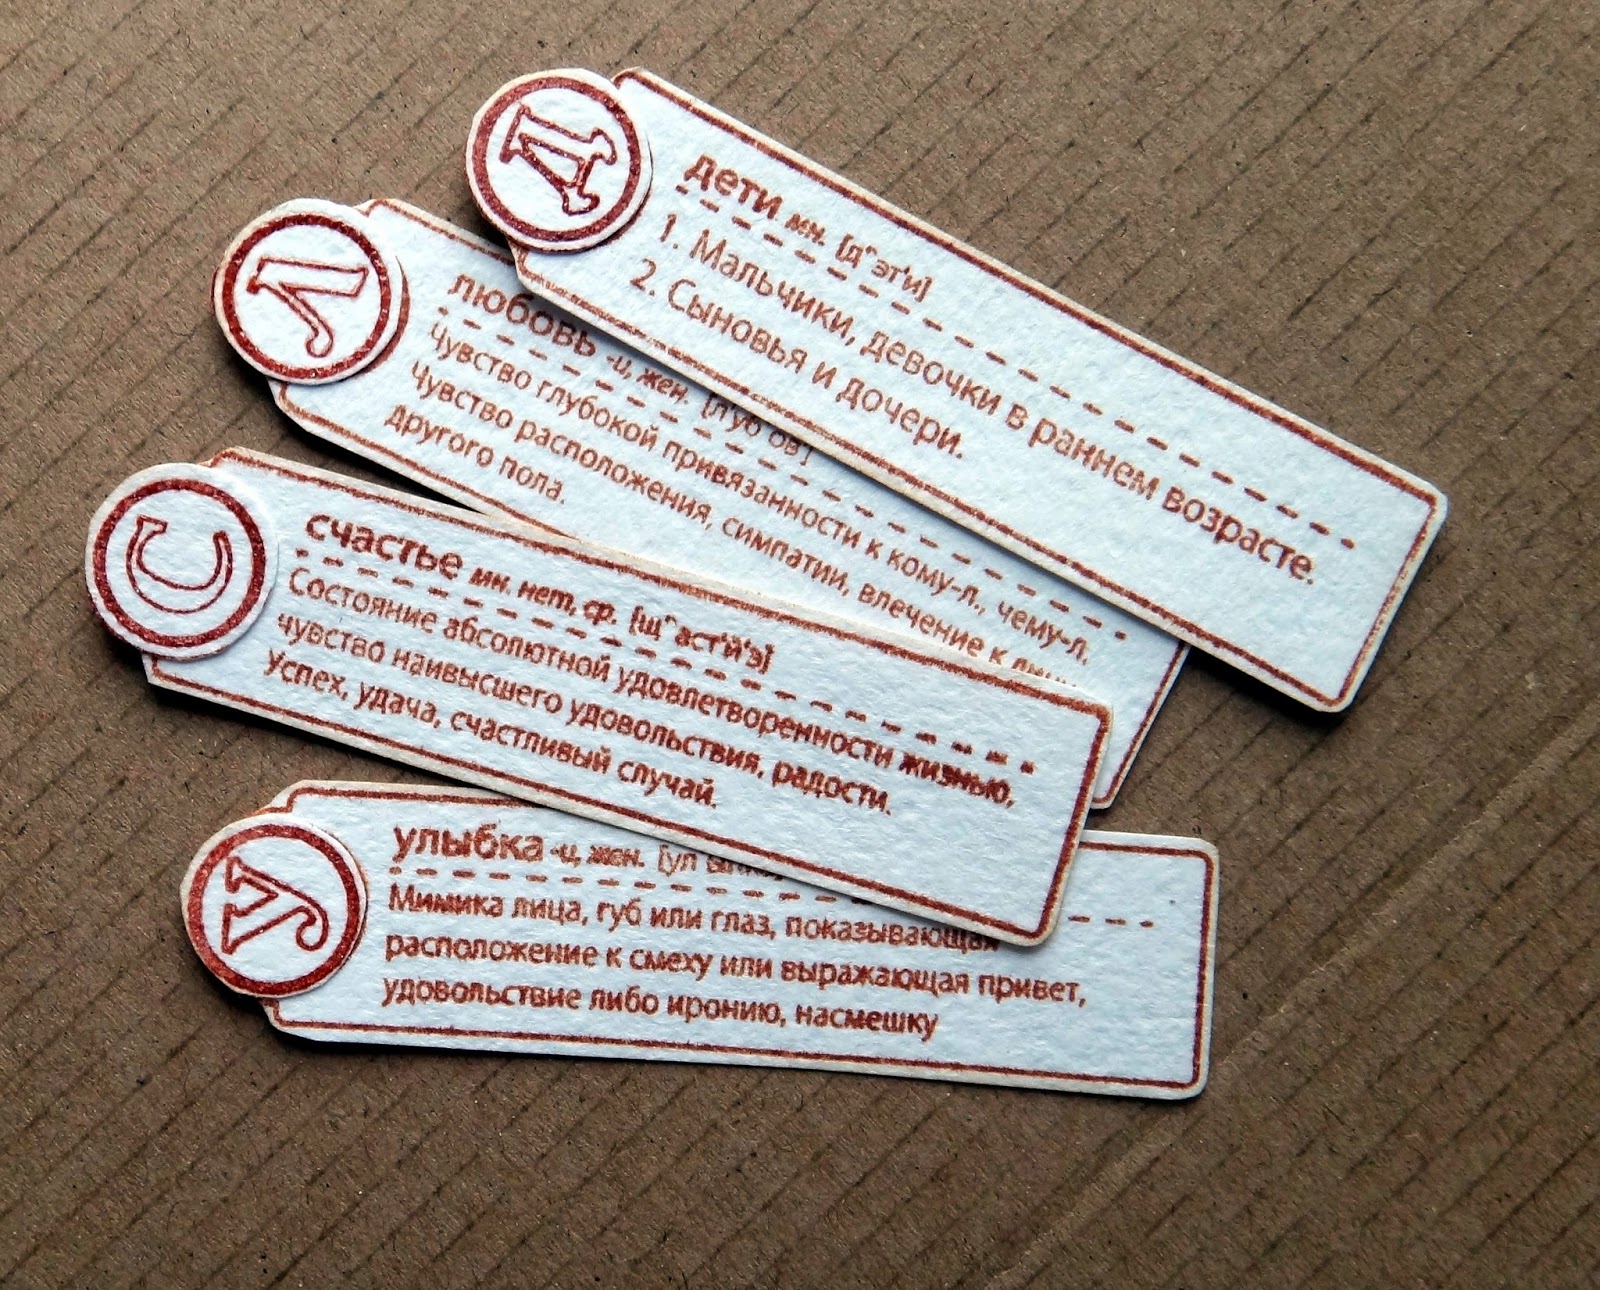 Д
дети мн. [д^эт'и]
1. Мальчики, девочки в раннем возрасте.
2. Сыновья и дочери.
Л
любовь -и, жен.
Чувство глубокой привязанности к кому-л., чему-л.
Чувство расположения, симпатии, влечение к
другого пола.
С
счастье мн. нет, ср. [щ^аст'й'э]
Состояние абсолютной удовлетворенности жизнью,
чувство наивысшего удовольствия, радости.
Успех, удача, счастливый случай.
У
улыбка -и, жен.
Мимика лица, губ или глаз, показывающая
расположение к смеху или выражающая привет,
удовольствие либо иронию, насмешку